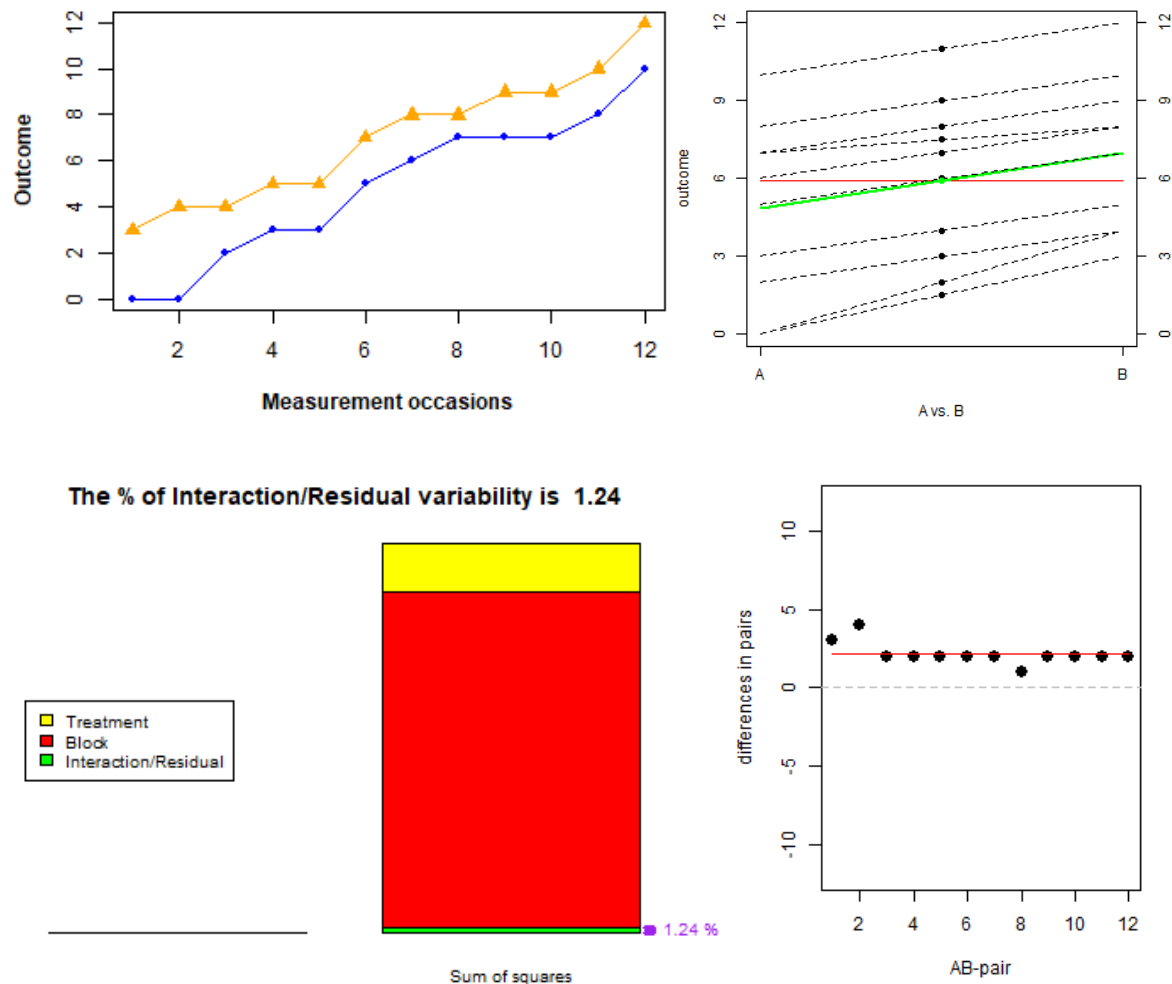 Outcome
12
10
8
6
4
2
0
2
4
6
8
10
12
Measurement occasions
outcome
12
9
6
3
0
12
9
6
3
0
A
B
A vs. B
The % of Interaction/Residual variability is 1.24
Treatment
Block
Interaction/Residual
1.24 %
Sum of squares
differences in pairs
10
5
0
-5
-10
2
4
6
8
10
12
AB-pair